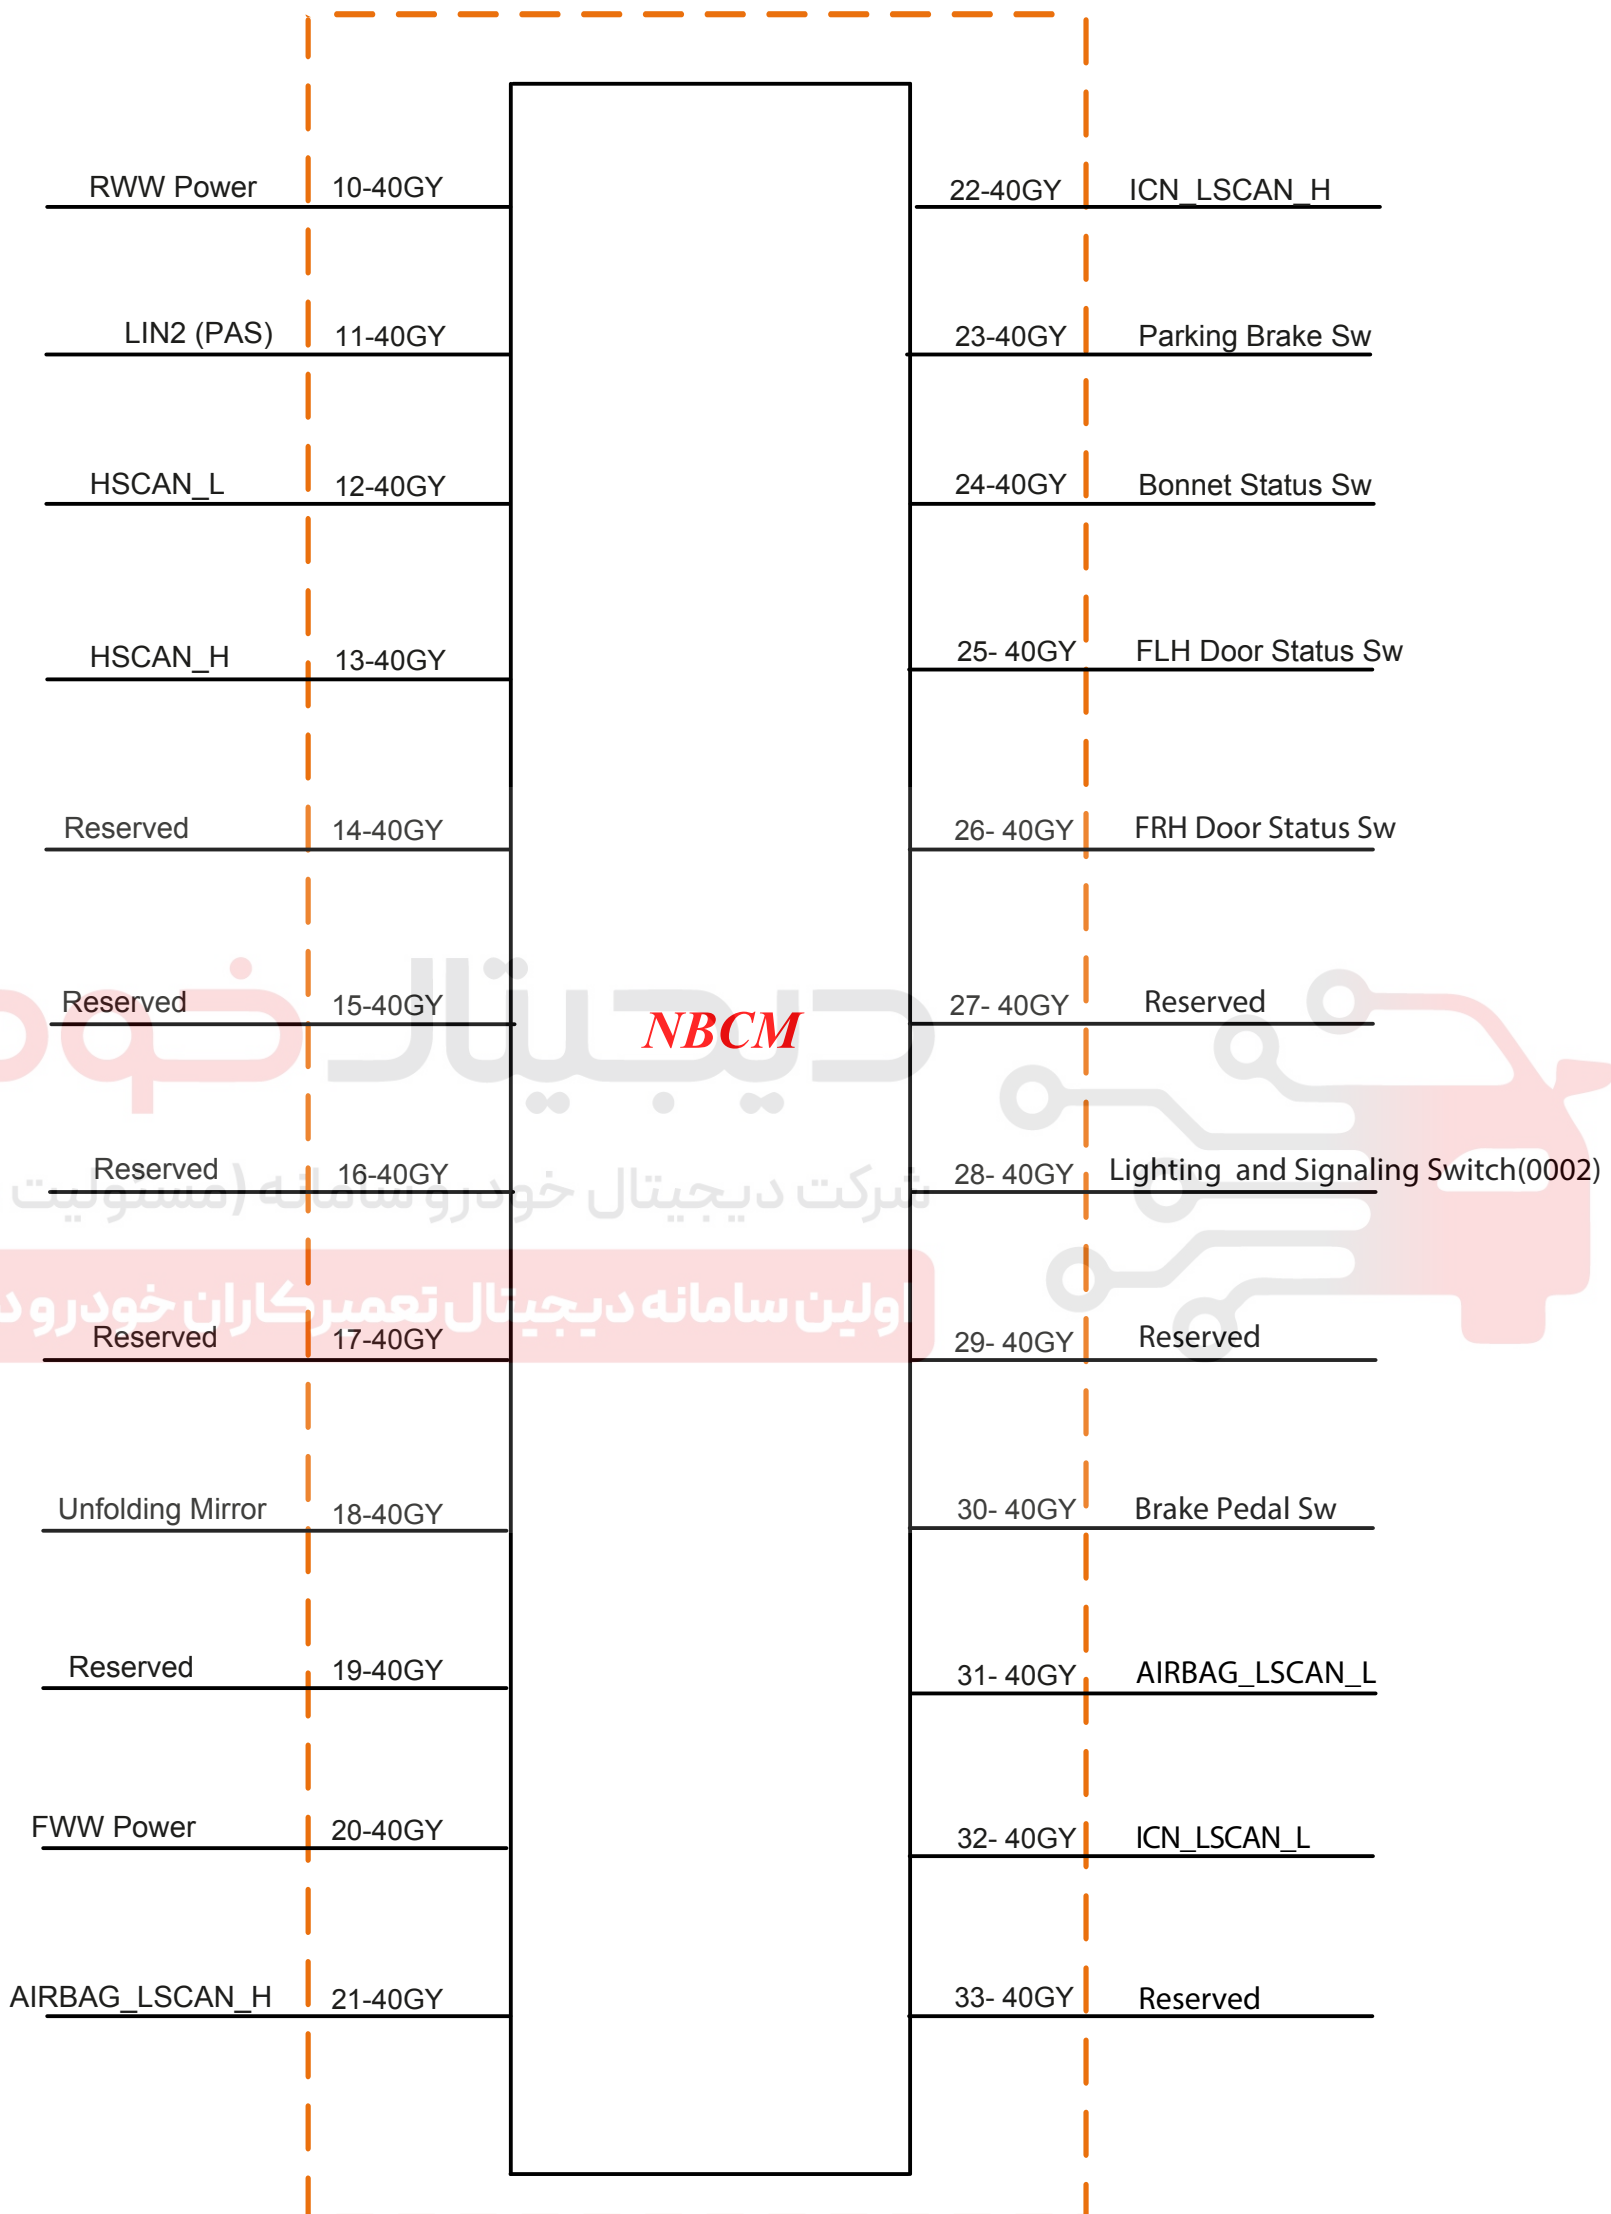 RWW Power 10-40GY 22-40GY ICN_LSCAN_H
LIN2 (PAS) 11-40GY 23-40GY Parking Brake Sw
HSCAN_L 12-40GY 24-40GY Bonnet Status Sw
HSCAN_H 13-40GY 25- 40GY FLH Door Status Sw
Reserved 14-40GY 26- 40GY FRH Door Status Sw
Reserved 15-40GY 27- 40GY Reserved
دیجیتال خود
NBCM
Reserved 16-40GY 28- 40GY Lighting and Signaling Switch(0002)
شرکت دیجیتال خودرو سامانه (مسئولیت
اولین سامانه دیجیتال تعمیرکاران خودرو د
Reserved 17-40GY 29- 40GY Reserved
Unfolding Mirror 18-40GY 30- 40GY Brake Pedal Sw
Reserved 19-40GY 31- 40GY AIRBAG_LSCAN_L
FWW Power 20-40GY 32- 40GY ICN_LSCAN_L
AIRBAG_LSCAN_H 21-40GY 33- 40GY Reserved